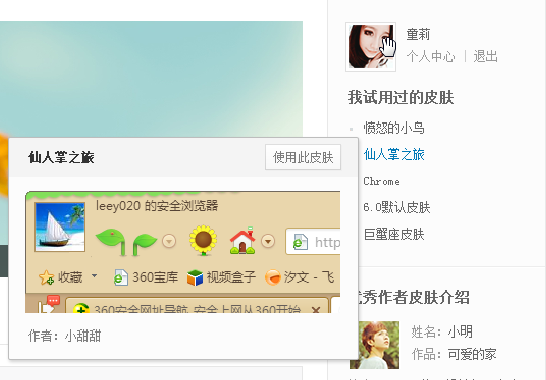 童莉
个人中心 | 退出
我试用过的皮肤
愤怒的小鸟
仙人掌之旅
Chrome
6.0默认皮肤
巨蟹座皮肤
仙人掌之旅 使用此皮肤
leey020 的安全浏览器
http
收藏 360宝库 视频盒子 汐文 - 飞
360安全网址导航_安全上网从360开始
作者：小甜甜
优秀作者皮肤介绍
姓名：小明
作品：可爱的家